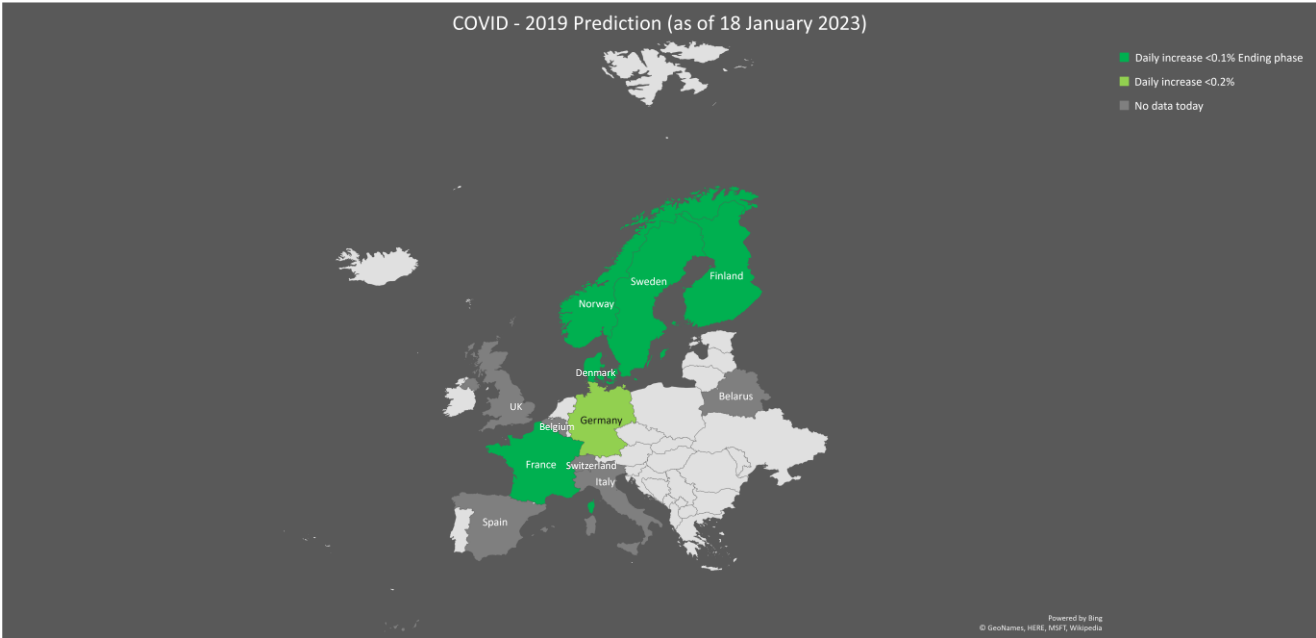 COVID - 2019 Prediction (as of 18 January 2023)
Daily increase <0.1% Ending phase
Daily increase <0.2%
No data today
Finland
Sweden
Norway
Denmark
Belarus
UK
Germany
Belgium
France
Switzerland
Italy
Spain
Powered by Bing
© GeoNames, HERE, MSFT, Wikipedia